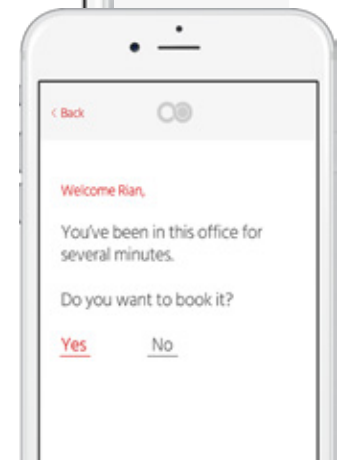 < Back
Welcome Rian,
You've been in this office for
several minutes.
Do you want to book it?
Yes No